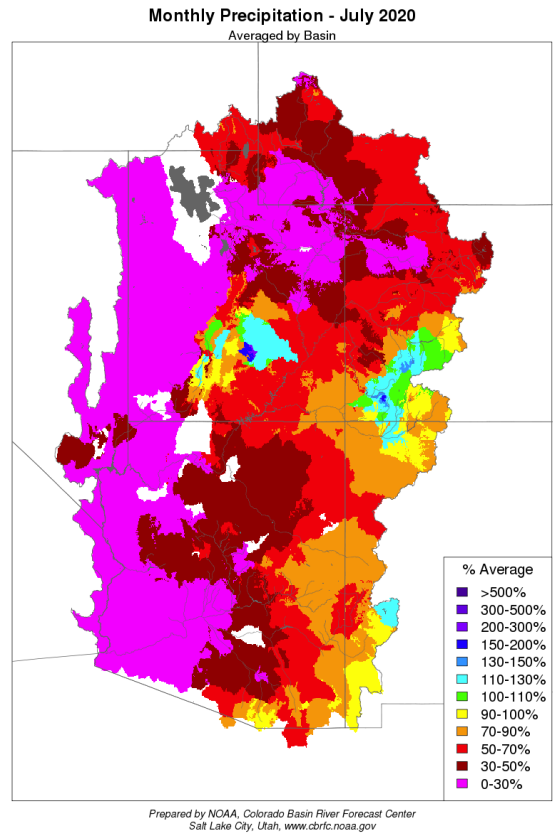 Monthly Precipitation - July 2020
Averaged by Basin
% Average
>500%
300-500%
200-300%
150-200%
130-150%
110-130%
100-110%
90-100%
70-90%
50-70%
30-50%
0-30%
Prepared by NOAA, Colorado Basin River Forecast Center
Salt Lake City, Utah, www.cbrfc.noaa.gov